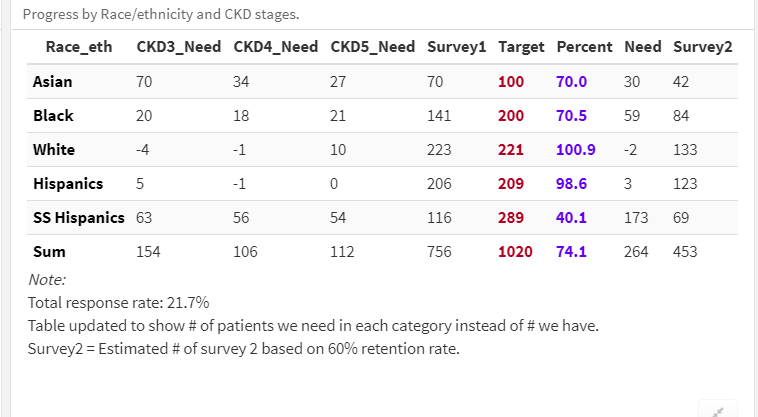 Progress by Race/ethnicity and CKD stages.
Race_eth CKD3_Need CKD4_Need CKD5_Need Survey1 Target Percent Need Survey2
Asian 70 34 27 70 100 70.0 30 42
Black 20 18 21 141 200 70.5 59 84
White -4 -1 10 223 221 100.9 -2 133
Hispanics 5 -1 0 206 209 98.6 3 123
SS Hispanics 63 56 54 116 289 40.1 173 69
Sum 154 106 112 756 1020 74.1 264 453
Note:
Total response rate: 21.7%
Table updated to show # of patients we need in each category instead of # we have.
Survey2 = Estimated # of survey 2 based on 60% retention rate.